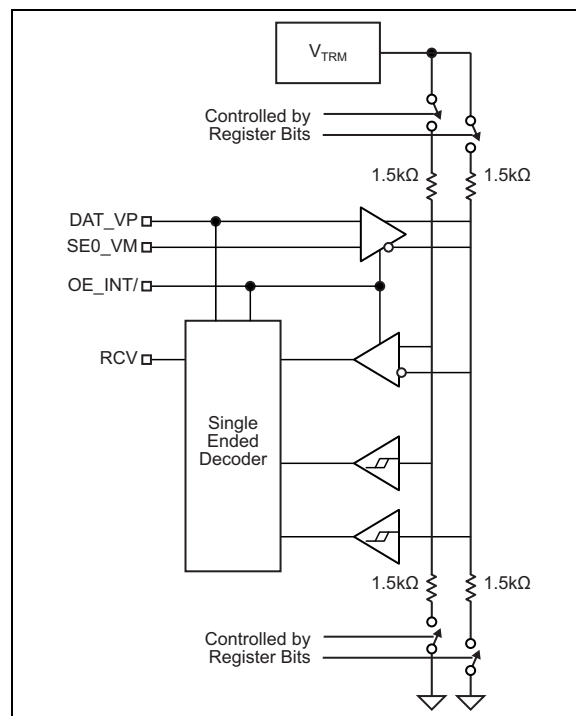 VTRM
Controlled by
Register Bits
1.5kΩ
1.5kΩ
DAT_VP
SE0_VM
OE_INT/
RCV
Single
Ended
Decoder
1.5kΩ
1.5kΩ
Controlled by
Register Bits